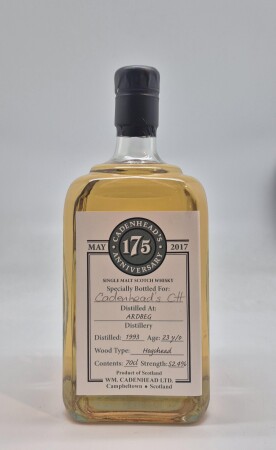 CADENHEAD'S
MAY 175 2017
ANNIVERSARY
SINGLE MALT SCOTCH WHISKY
Specially Bottled For:
Cadenhead's CH
Distilled At:
ARDBEG
Distillery
Distilled: 1993 Age: 23 y/o
Wood Type: Hogshead
Contents: 70cl Strength: 52.4%
Product of Scotland
WM. CADENHEAD LTD.
Campbeltown • Scotland